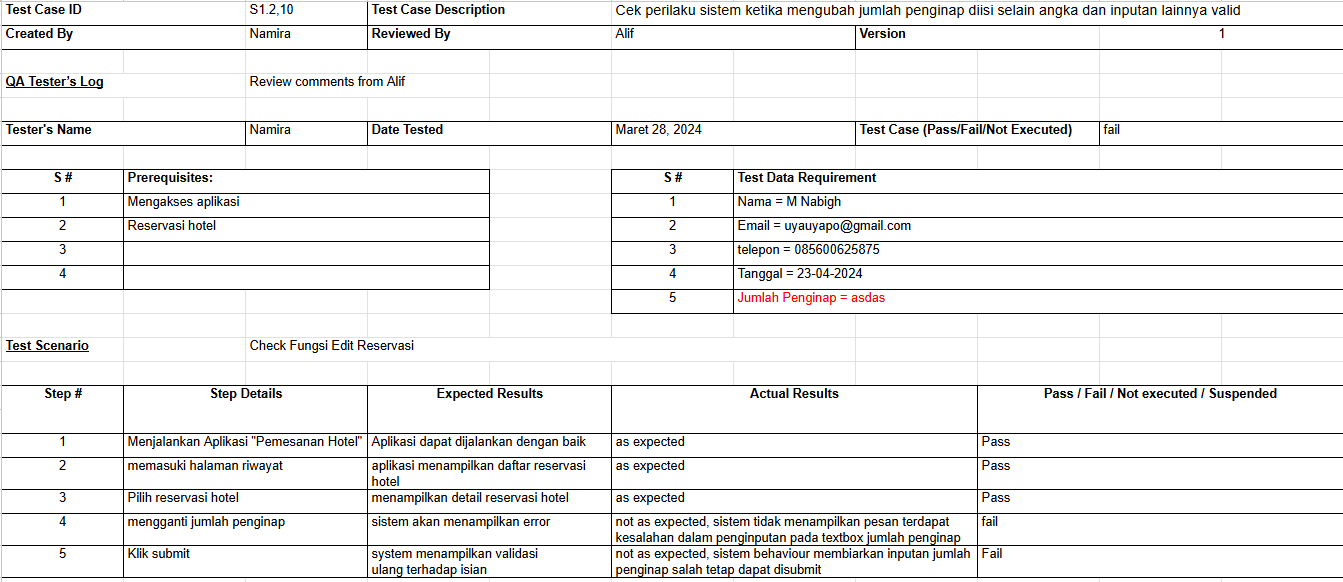 Test Case ID S1.2,10 Test Case Description Cek perilaku sistem ketika mengubah jumlah penginap diisi selain angka dan inputan lainnya valid
Created By Namira Reviewed By Alif Version 1
QA Tester's Log Review comments from Alif
Tester's Name Namira Date Tested Maret 28, 2024 Test Case (Pass/Fail/Not Executed) fail
S # Prerequisites: S # Test Data Requirement
1 Mengakses aplikasi 1 Nama = M Nabigh
2 Reservasi hotel 2 Email = uyauyapo@gmail.com
3 3 telepon = 085600625875
4 4 Tanggal = 23-04-2024
5 Jumlah Penginap = asdas
Test Scenario Check Fungsi Edit Reservasi
Step # Step Details Expected Results Actual Results Pass / Fail / Not executed / Suspended
1 Menjalankan Aplikasi "Pemesanan Hotel" Aplikasi dapat dijalankan dengan baik as expected Pass
2 memasuki halaman riwayat aplikasi menampilkan daftar reservasi as expected Pass
hotel
3 Pilih reservasi hotel menampilkan detail reservasi hotel as expected Pass
4 mengganti jumlah penginap sistem akan menampilkan error not as expected, sistem tidak menampilkan pesan terdapat fail
kesalahan dalam penginputan pada textbox jumlah penginap
5 Klik submit system menampilkan validasi not as expected, sistem behaviour membiarkan inputan jumlah Fail
ulang terhadap isian penginap salah tetap dapat disubmit